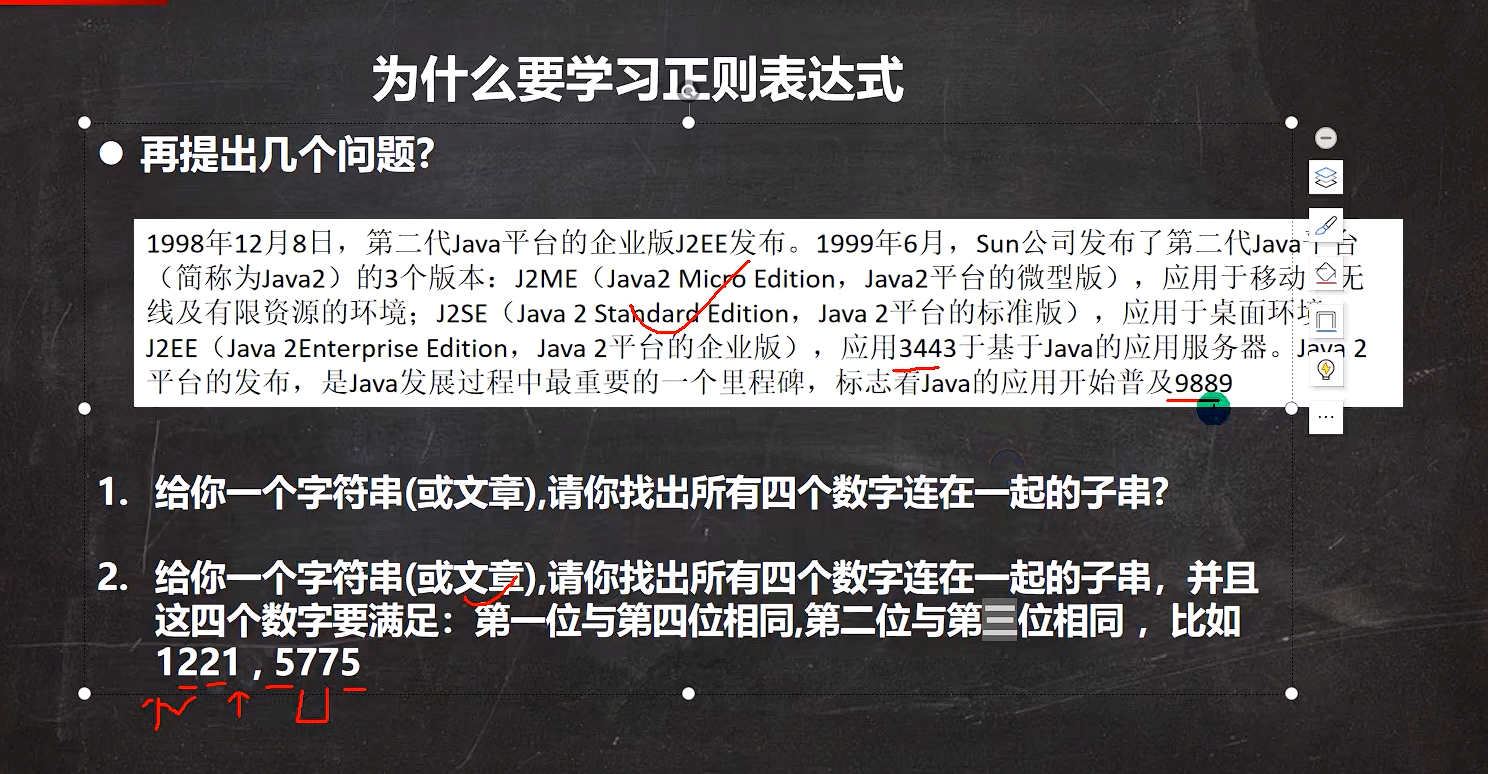 为什么要学习正则表达式
再提出几个问题?
1998年12月8日，第二代Java平台的企业版J2EE发布。1999年6月，Sun公司发布了第二代Java平台
（简称为Java2）的3个版本：J2ME（Java2 Micro Edition，Java2平台的微型版），应用于移动、无
线及有限资源的环境；J2SE（Java 2 Standard Edition，Java 2平台的标准版），应用于桌面环境
J2EE（Java 2Enterprise Edition，Java 2平台的企业版），应用3443于基于Java的应用服务器。Java 2
平台的发布，是Java发展过程中最重要的一个里程碑，标志着Java的应用开始普及9889
1. 给你一个字符串(或文章),请你找出所有四个数字连在一起的子串?
2. 给你一个字符串(或文章),请你找出所有四个数字连在一起的子串，并且
这四个数字要满足：第一位与第四位相同,第二位与第三位相同 ，比如
1221 , 5775